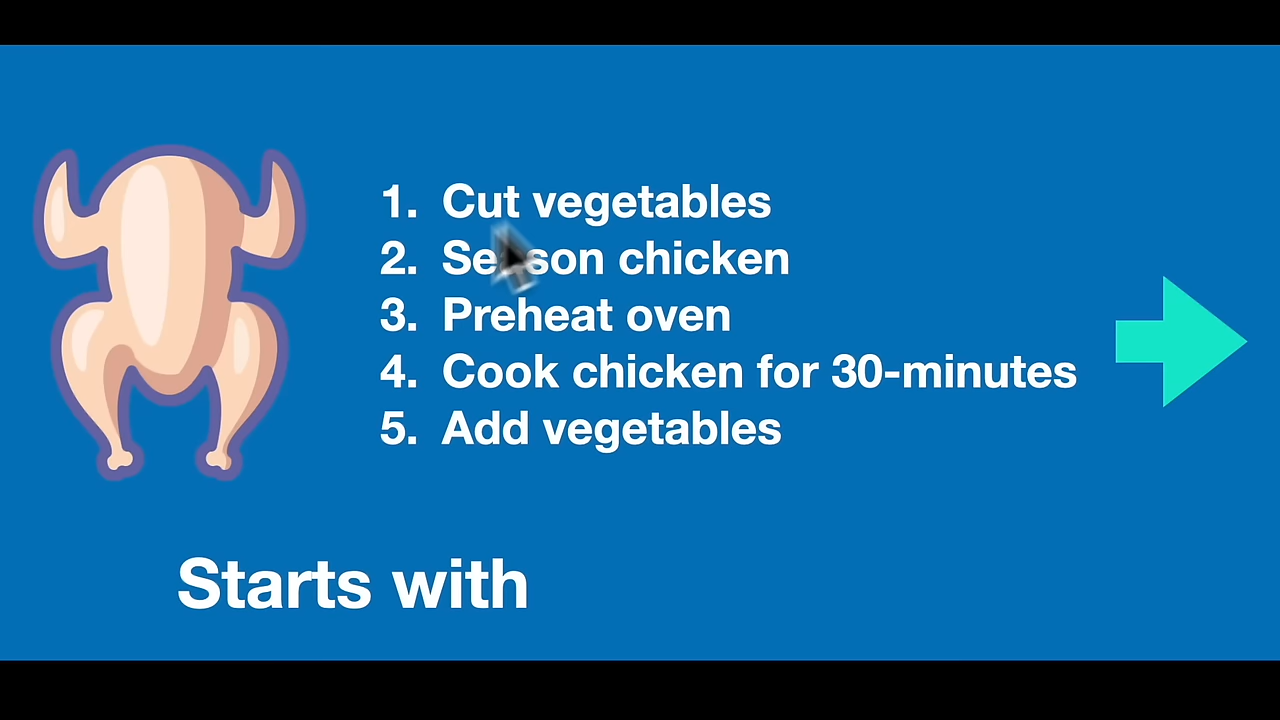 1. Cut vegetables
2. Season chicken
3. Preheat oven
4. Cook chicken for 30-minutes
5. Add vegetables
Starts with